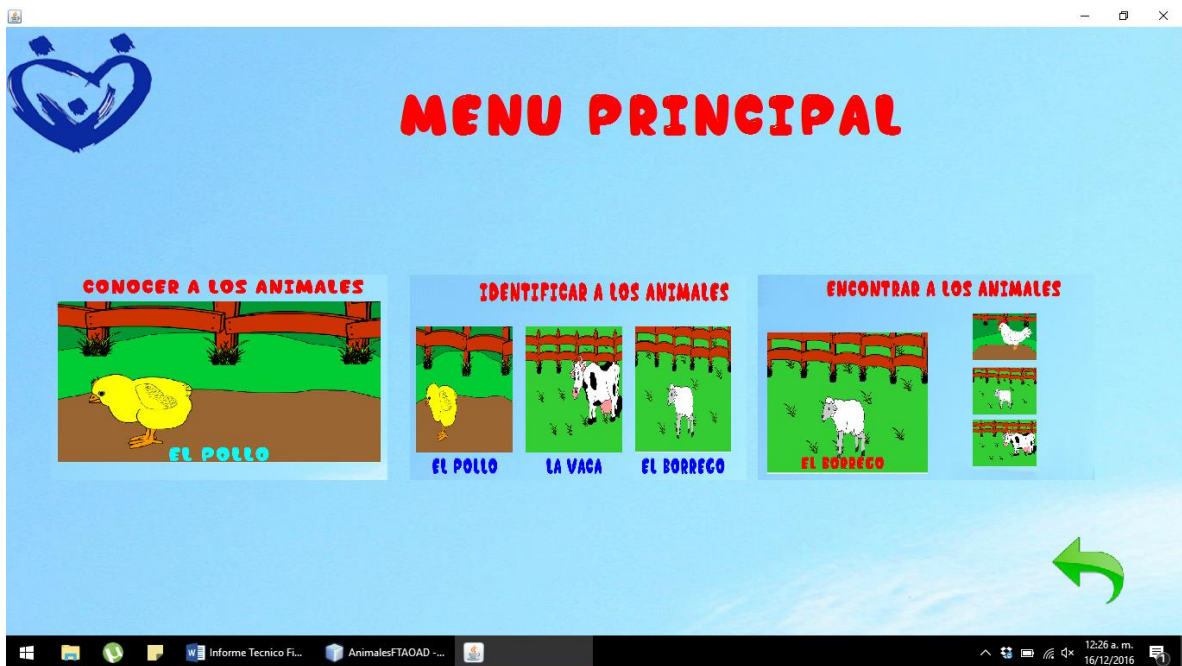 MENU PRINCIPAL
CONOCER A LOS ANIMALES
EL POLLO
IDENTIFICAR A LOS ANIMALES
EL POLLO
LA VACA
EL BORREGO
ENCONTRAR A LOS ANIMALES
EL BORREGO
Informe Tecnico Fi...
AnimalesFTAOAD -...
12:26 a. m.
16/12/2016
1